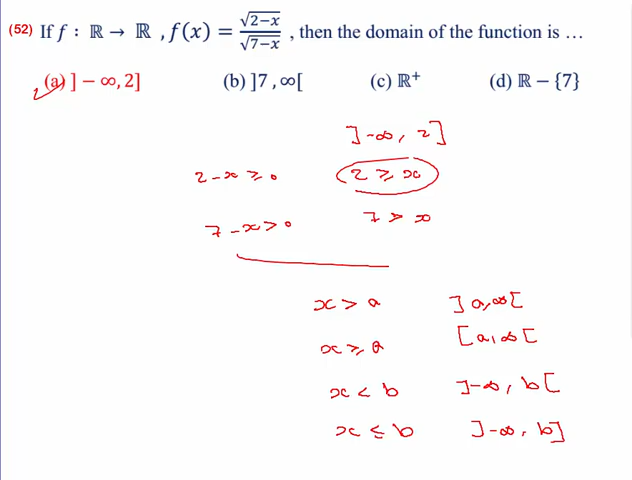 (52) If f : ℝ → ℝ , f(x) = √(2−x)/√(7−x) , then the domain of the function is ...
(a) ]−∞, 2] (b) ]7, ∞[ (c) ℝ⁺ (d) ℝ − {7}
]-∞, 2]
2-x ≥ 0 2 ≥ x
7-x > 0 7 > x
x > a ]a, ∞[
x ≥ a [a, ∞[
x < b ]-∞, b[
x ≤ b ]-∞, b]